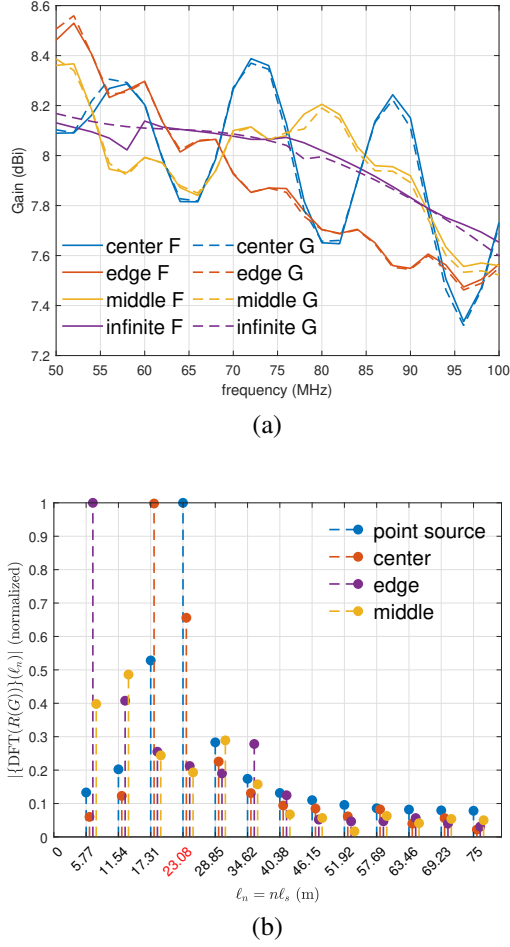 8.6
8.4
8.2
8
7.8
7.6
7.4
7.2
Gain (dBi)
center F center G
edge F edge G
middle F middle G
infinite F infinite G
50 55 60 65 70 75 80 85 90 95 100
frequency (MHz)
(a)
1
0.9
0.8
0.7
0.6
0.5
0.4
0.3
0.2
0.1
0
|{DFT(R(G))}(ℓₙ)| (normalized)
point source
center
edge
middle
0 5.77 11.54 17.31 23.08 28.85 34.62 40.38 46.15 51.92 57.69 63.46 69.23 75
ℓₙ = nℓₛ (m)
(b)